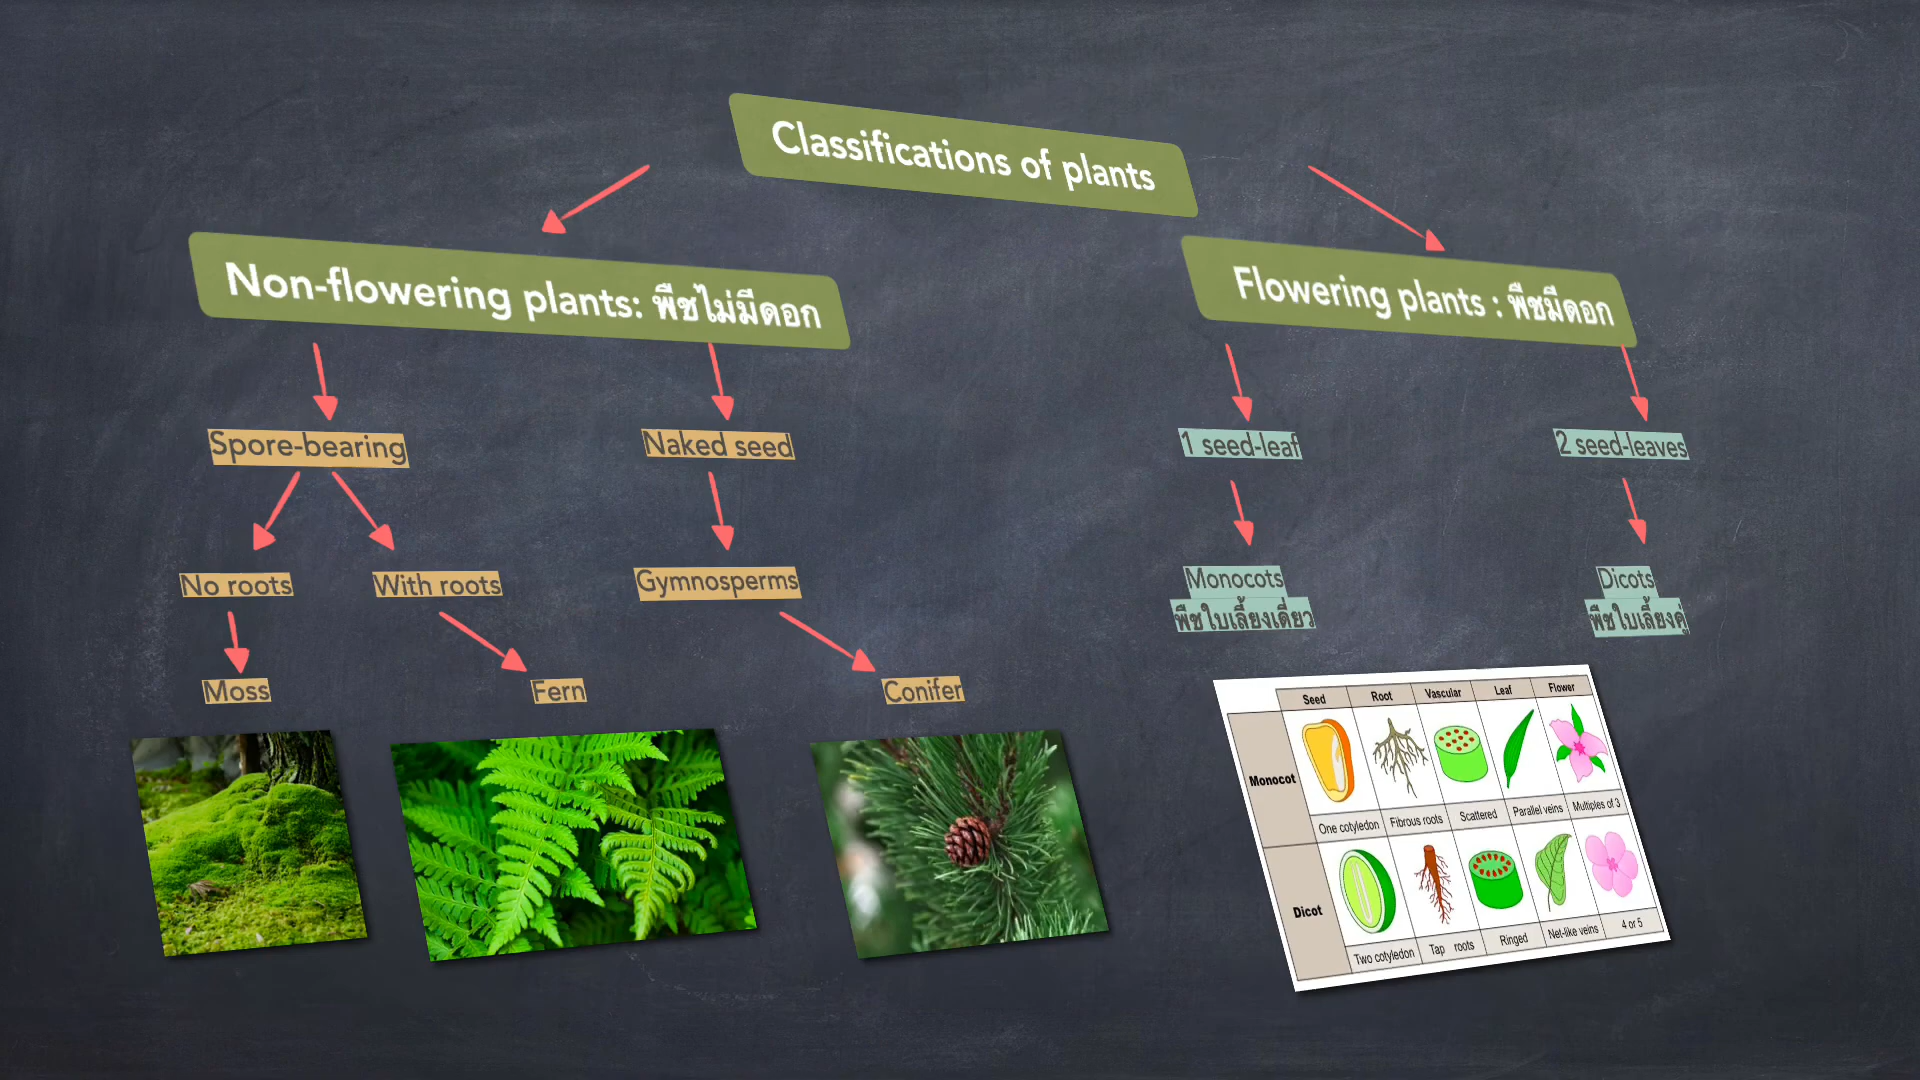 Classifications of plants
Non-flowering plants: พืชไม่มีดอก
Flowering plants : พืชมีดอก
Spore-bearing
Naked seed
1 seed-leaf
2 seed-leaves
No roots
With roots
Gymnosperms
Monocots
พืชใบเลี้ยงเดี่ยว
Dicots
พืชใบเลี้ยงคู่
Moss
Fern
Conifer
Seed Root Vascular Leaf Flower
Monocot
One cotyledon Fibrous roots Scattered Parallel veins Multiples of 3
Dicot
Two cotyledon Tap roots Ringed Net-like veins 4 or 5